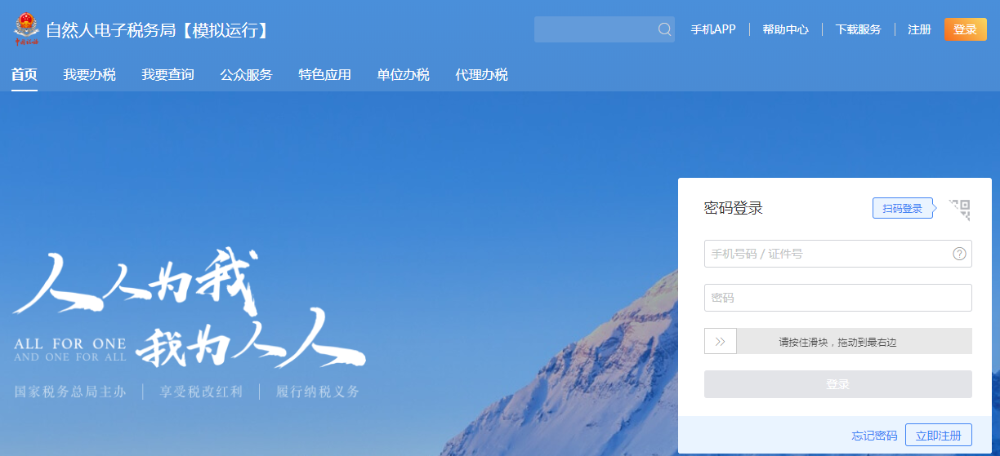 自然人电子税务局【模拟运行】
手机APP 帮助中心 下载服务 注册 登录
首页 我要办税 我要查询 公众服务 特色应用 单位办税 代理办税
密码登录 扫码登录
手机号码 / 证件号
密码
请按住滑块，拖动到最右边
登录
忘记密码 立即注册
人人为我
ALL FOR ONE
AND ONE FOR ALL
我为人人
国家税务总局主办 享受税改红利 履行纳税义务